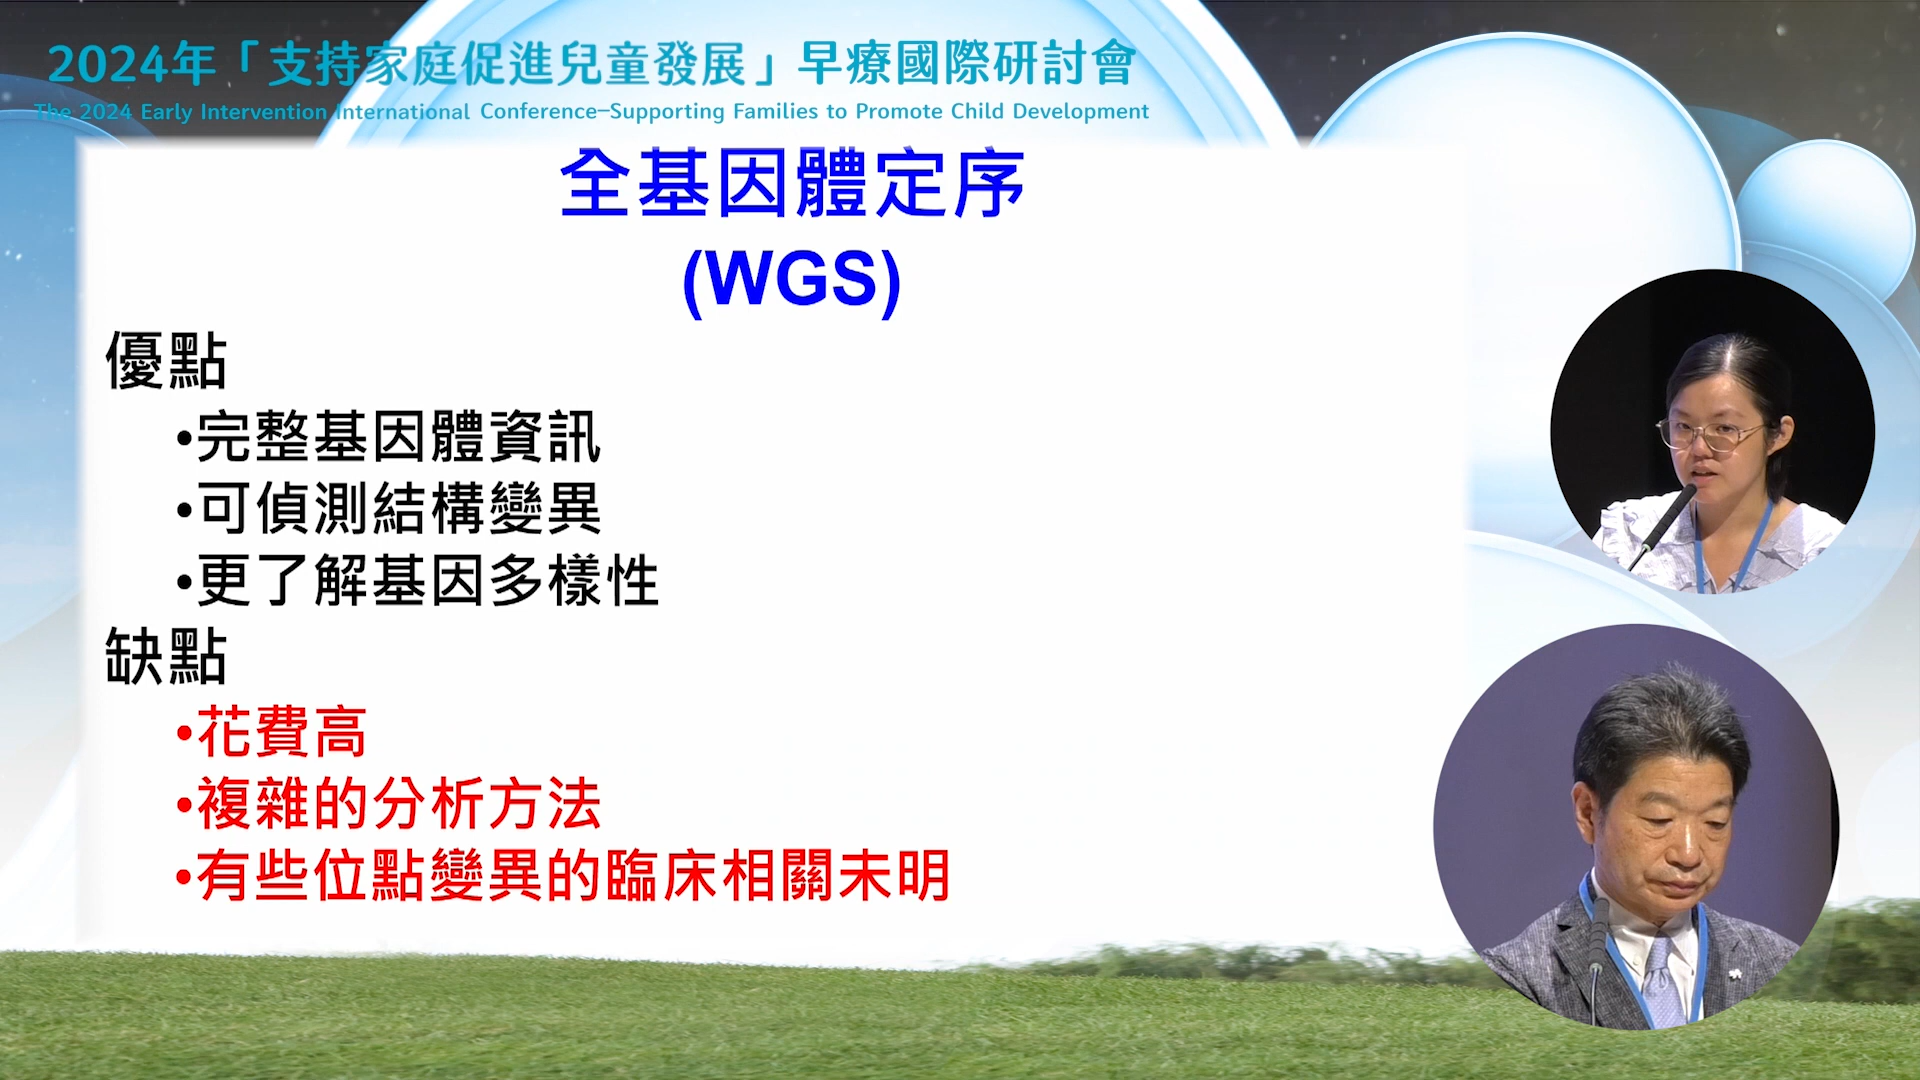 2024年「支持家庭促進兒童發展」早療國際研討會
The 2024 Early Intervention International Conference—Supporting Families to Promote Child Development
全基因體定序
(WGS)
優點
•完整基因體資訊
•可偵測結構變異
•更了解基因多樣性
缺點
•花費高
•複雜的分析方法
•有些位點變異的臨床相關未明